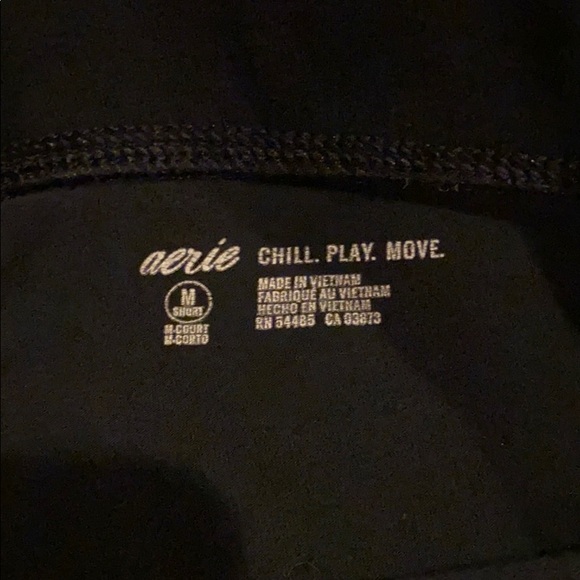 aerie CHILL. PLAY. MOVE.
M
SHORT
M-COURT
M-CORTO
MADE IN VIETNAM
FABRIQUÉ AU VIETNAM
HECHO EN VIETNAM
RN 54485 CA 03873